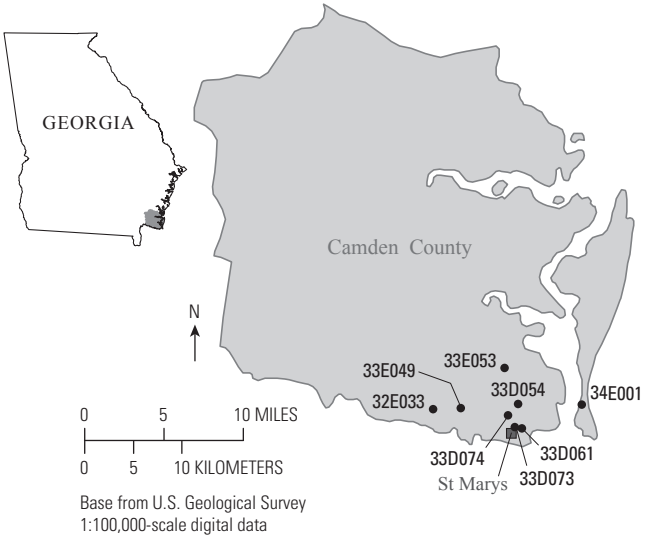 GEORGIA
Camden County
N
33E053
33E049
33D054
34E001
32E033
33D061
33D074
33D073
St Marys
0 5 10 MILES
0 5 10 KILOMETERS
Base from U.S. Geological Survey
1:100,000-scale digital data